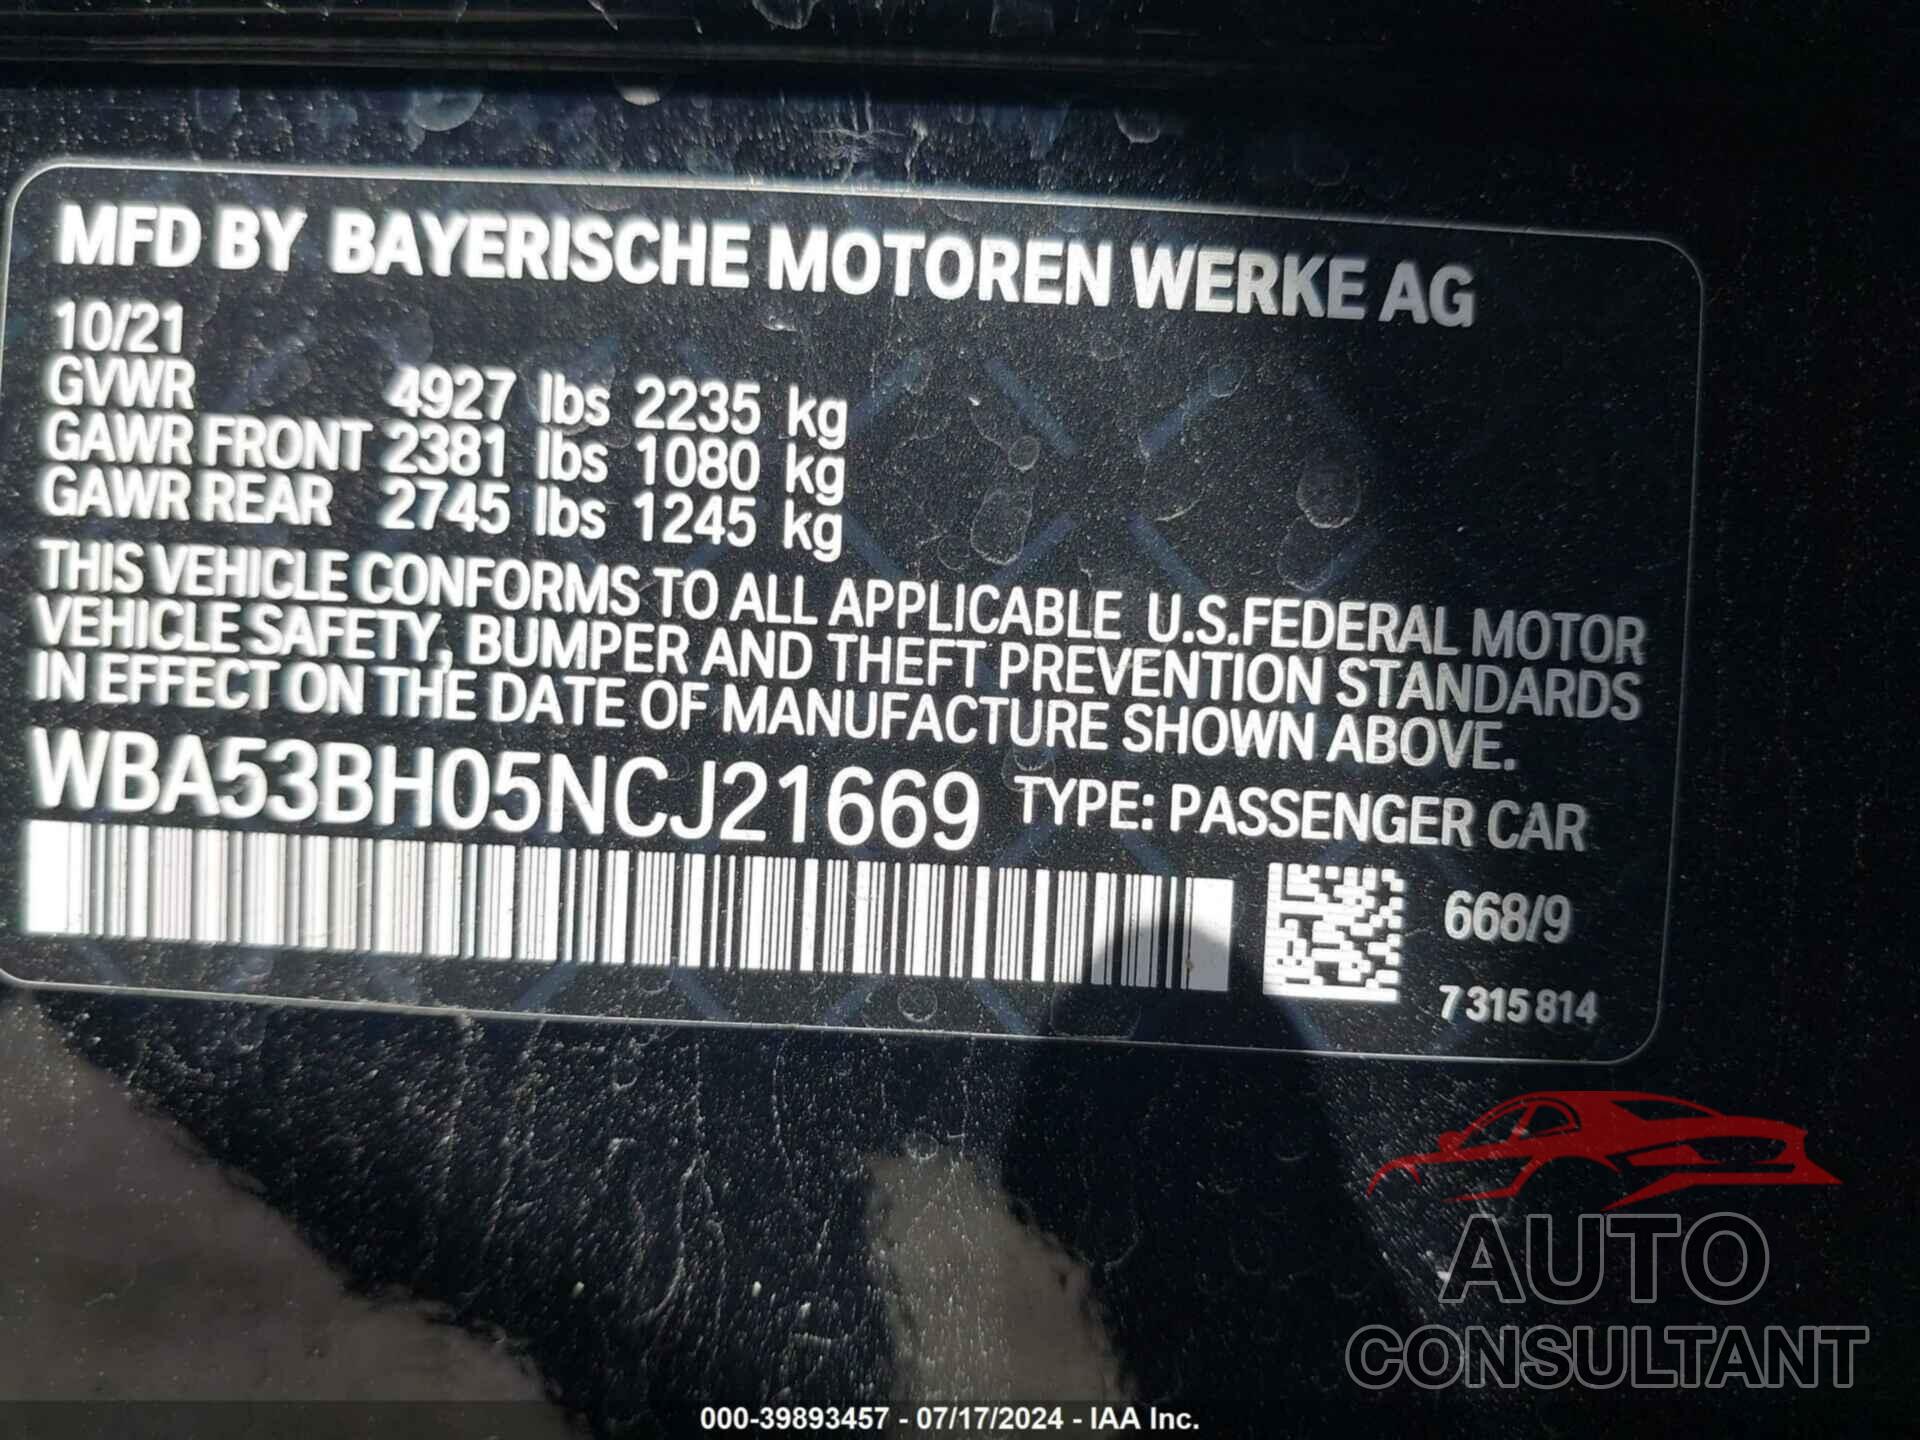 MFD BY BAYERISCHE MOTOREN WERKE AG
10/21
GVWR 4927 lbs 2235 kg
GAWR FRONT 2381 lbs 1080 kg
GAWR REAR 2745 lbs 1245 kg
THIS VEHICLE CONFORMS TO ALL APPLICABLE U.S.FEDERAL MOTOR
VEHICLE SAFETY, BUMPER AND THEFT PREVENTION STANDARDS
IN EFFECT ON THE DATE OF MANUFACTURE SHOWN ABOVE.
WBA53BH05NCJ21669 TYPE: PASSENGER CAR
668/9
7 315 814
AUTO
CONSULTANT
000-39893457 - 07/17/2024 - IAA Inc.